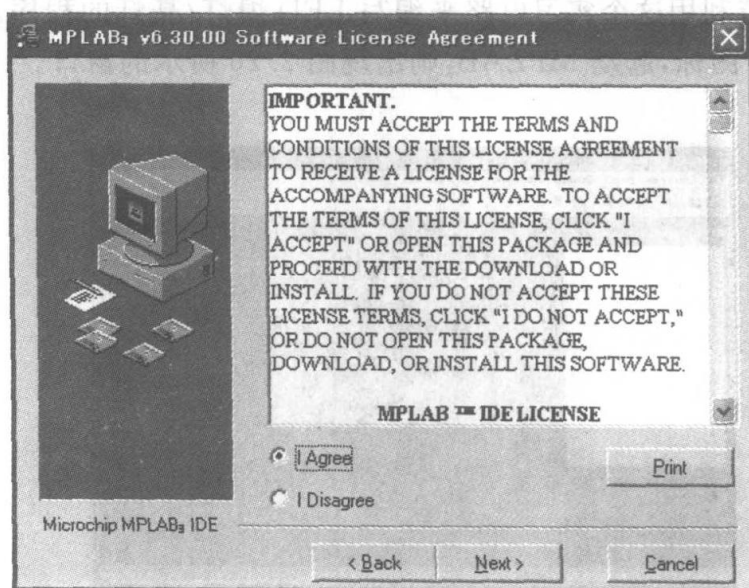 MPLAB₃ v6.30.00 Software License Agreement
IMPORTANT.
YOU MUST ACCEPT THE TERMS AND
CONDITIONS OF THIS LICENSE AGREEMENT
TO RECEIVE A LICENSE FOR THE
ACCOMPANYING SOFTWARE. TO ACCEPT
THE TERMS OF THIS LICENSE, CLICK "I
ACCEPT" OR OPEN THIS PACKAGE AND
PROCEED WITH THE DOWNLOAD OR
INSTALL. IF YOU DO NOT ACCEPT THESE
LICENSE TERMS, CLICK "I DO NOT ACCEPT,"
OR DO NOT OPEN THIS PACKAGE,
DOWNLOAD, OR INSTALL THIS SOFTWARE.
MPLAB ™ IDE LICENSE
I Agree
Print
I Disagree
Microchip MPLAB₃ IDE
< Back
Next >
Cancel